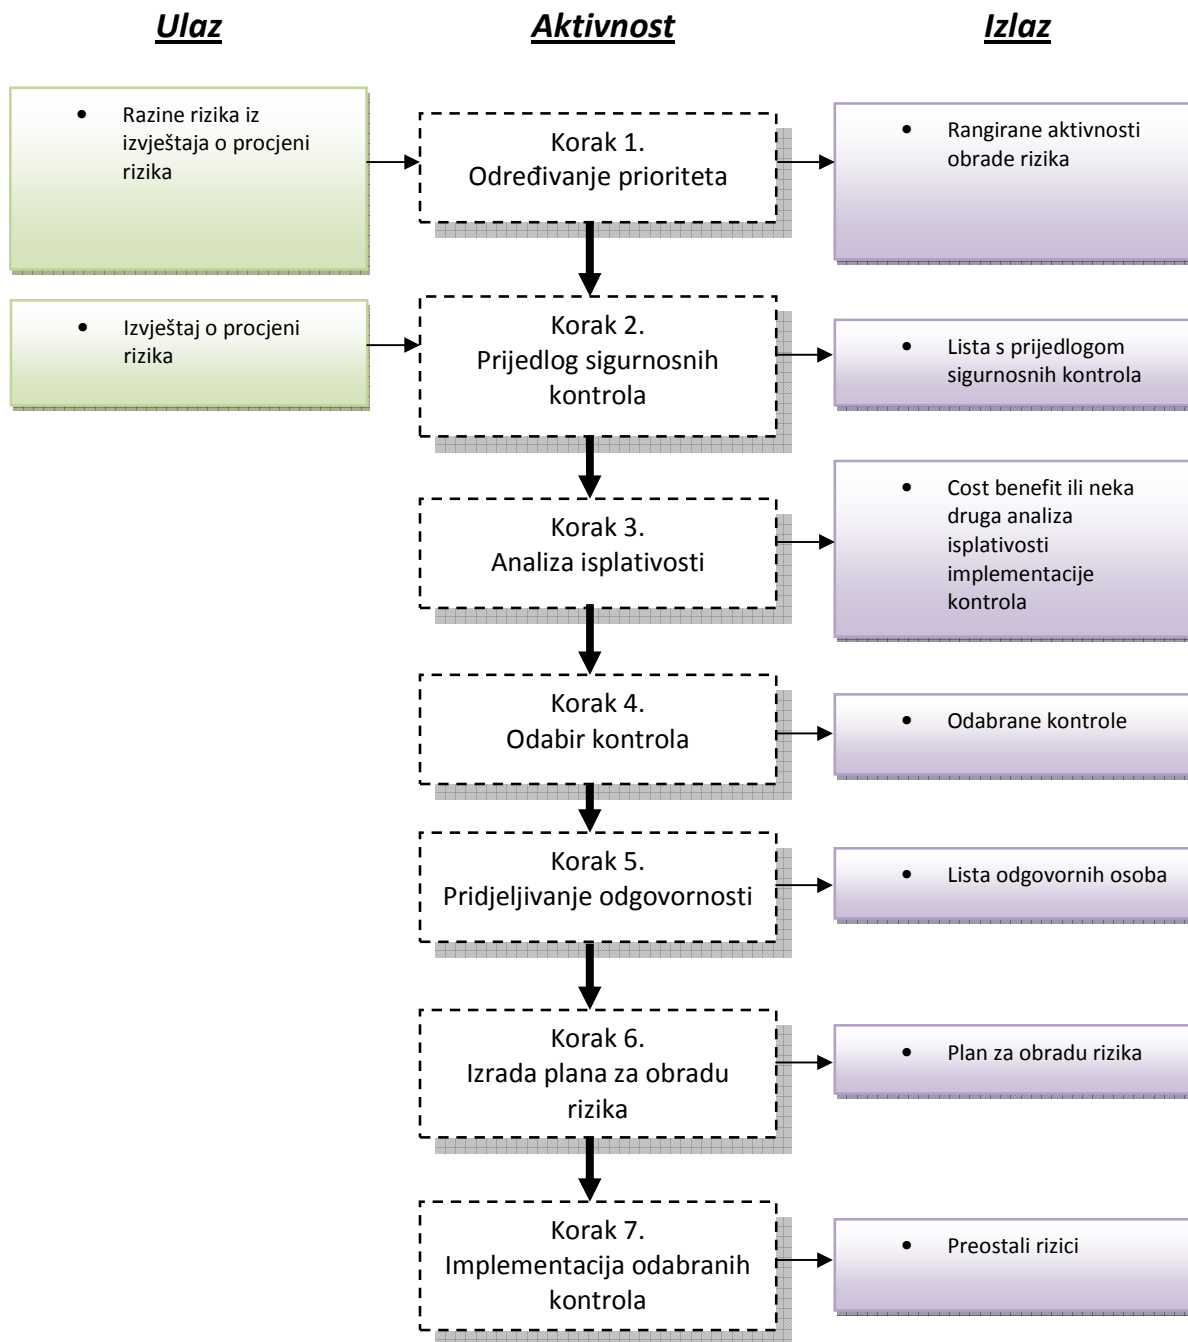 Ulaz
Aktivnost
Izlaz
• Razine rizika iz
izvještaja o procjeni
rizika
Korak 1.
Određivanje prioriteta
• Rangirane aktivnosti
obrade rizika
• Izvještaj o procjeni
rizika
Korak 2.
Prijedlog sigurnosnih
kontrola
• Lista s prijedlogom
sigurnosnih kontrola
Korak 3.
Analiza isplativosti
• Cost benefit ili neka
druga analiza
isplativosti
implementacije
kontrola
Korak 4.
Odabir kontrola
• Odabrane kontrole
Korak 5.
Pridjeljivanje odgovornosti
• Lista odgovornih osoba
Korak 6.
Izrada plana za obradu
rizika
• Plan za obradu rizika
Korak 7.
Implementacija odabranih
kontrola
• Preostali rizici